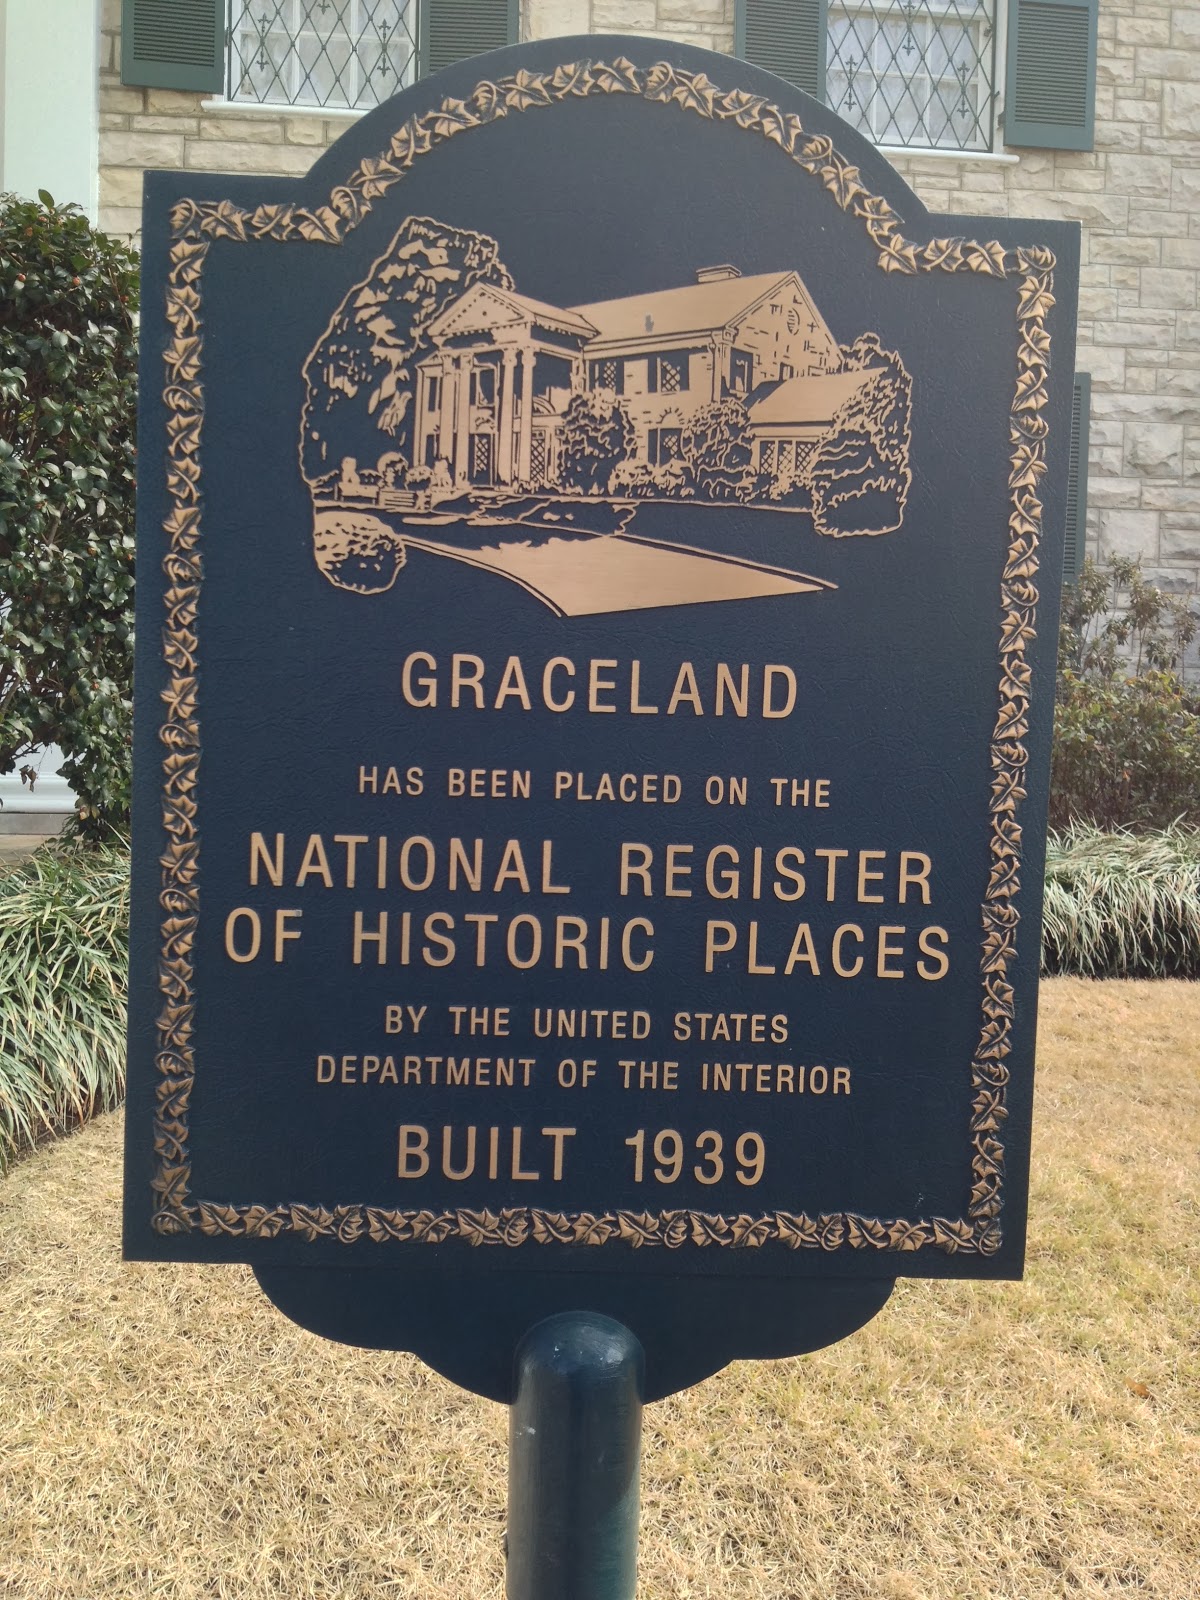 GRACELAND
HAS BEEN PLACED ON THE
NATIONAL REGISTER
OF HISTORIC PLACES
BY THE UNITED STATES
DEPARTMENT OF THE INTERIOR
BUILT 1939